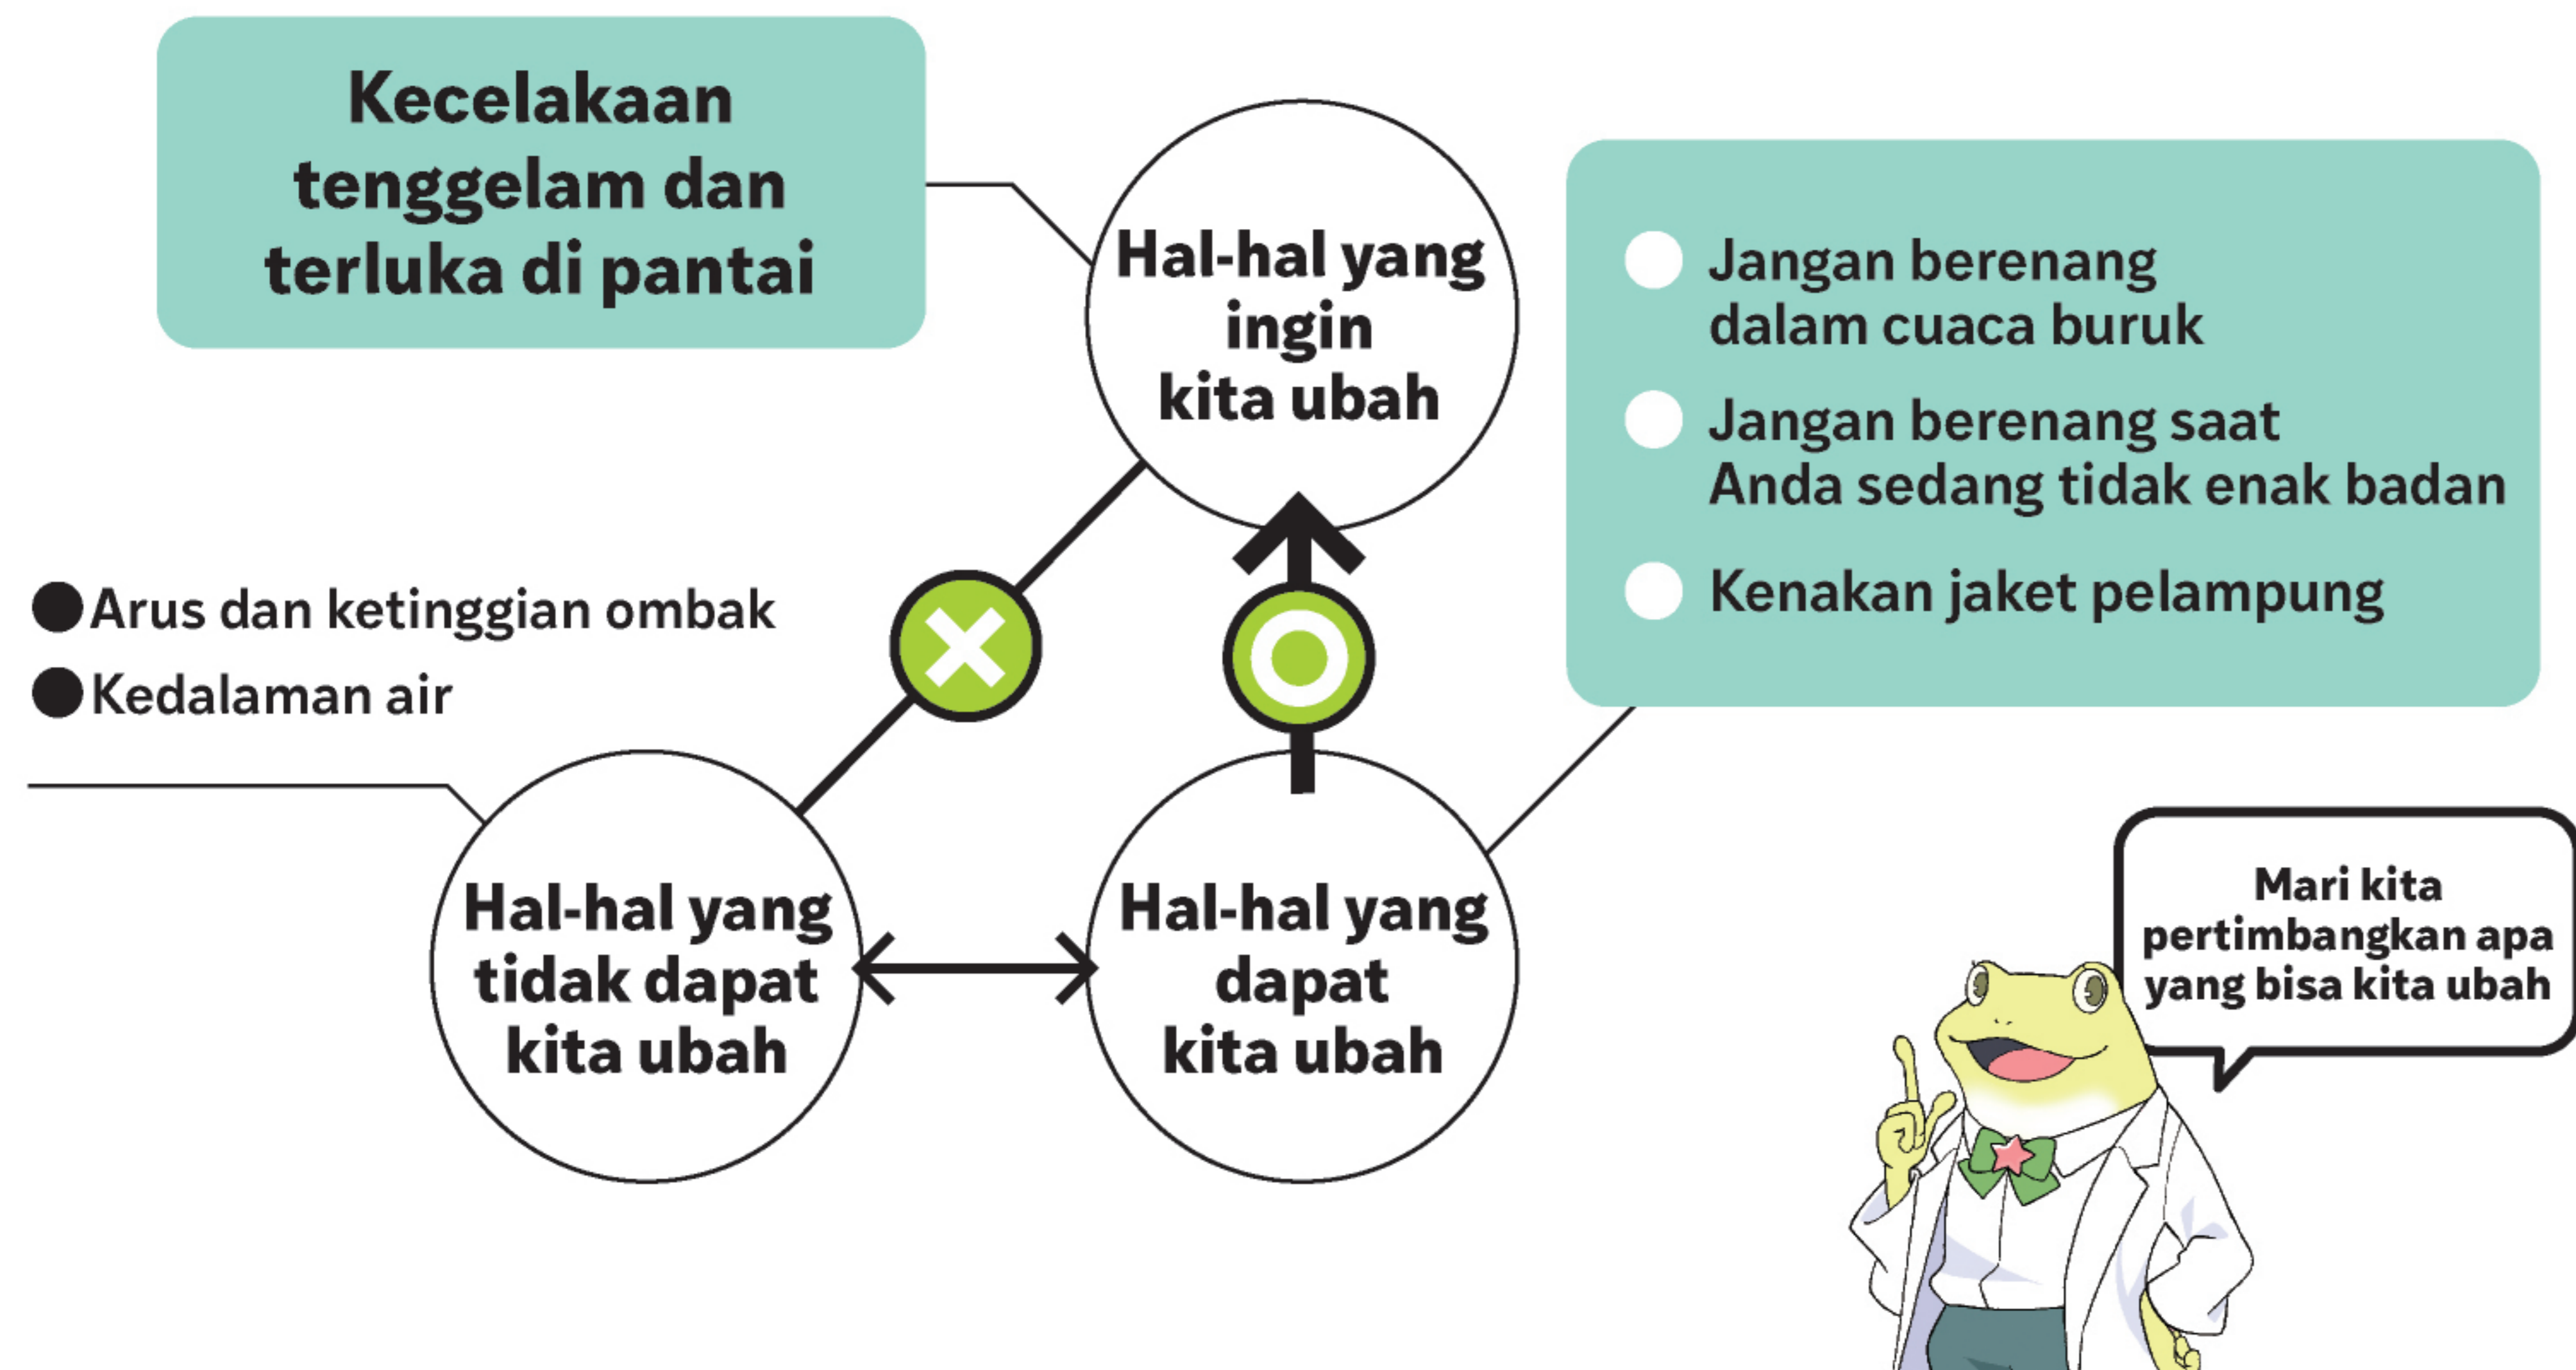 Kecelakaan
tenggelam dan
terluka di pantai
Hal-hal yang
ingin
kita ubah
Jangan berenang
dalam cuaca buruk
Jangan berenang saat
Anda sedang tidak enak badan
Kenakan jaket pelampung
Arus dan ketinggian ombak
Kedalaman air
Hal-hal yang
tidak dapat
kita ubah
Hal-hal yang
dapat
kita ubah
Mari kita
pertimbangkan apa
yang bisa kita ubah